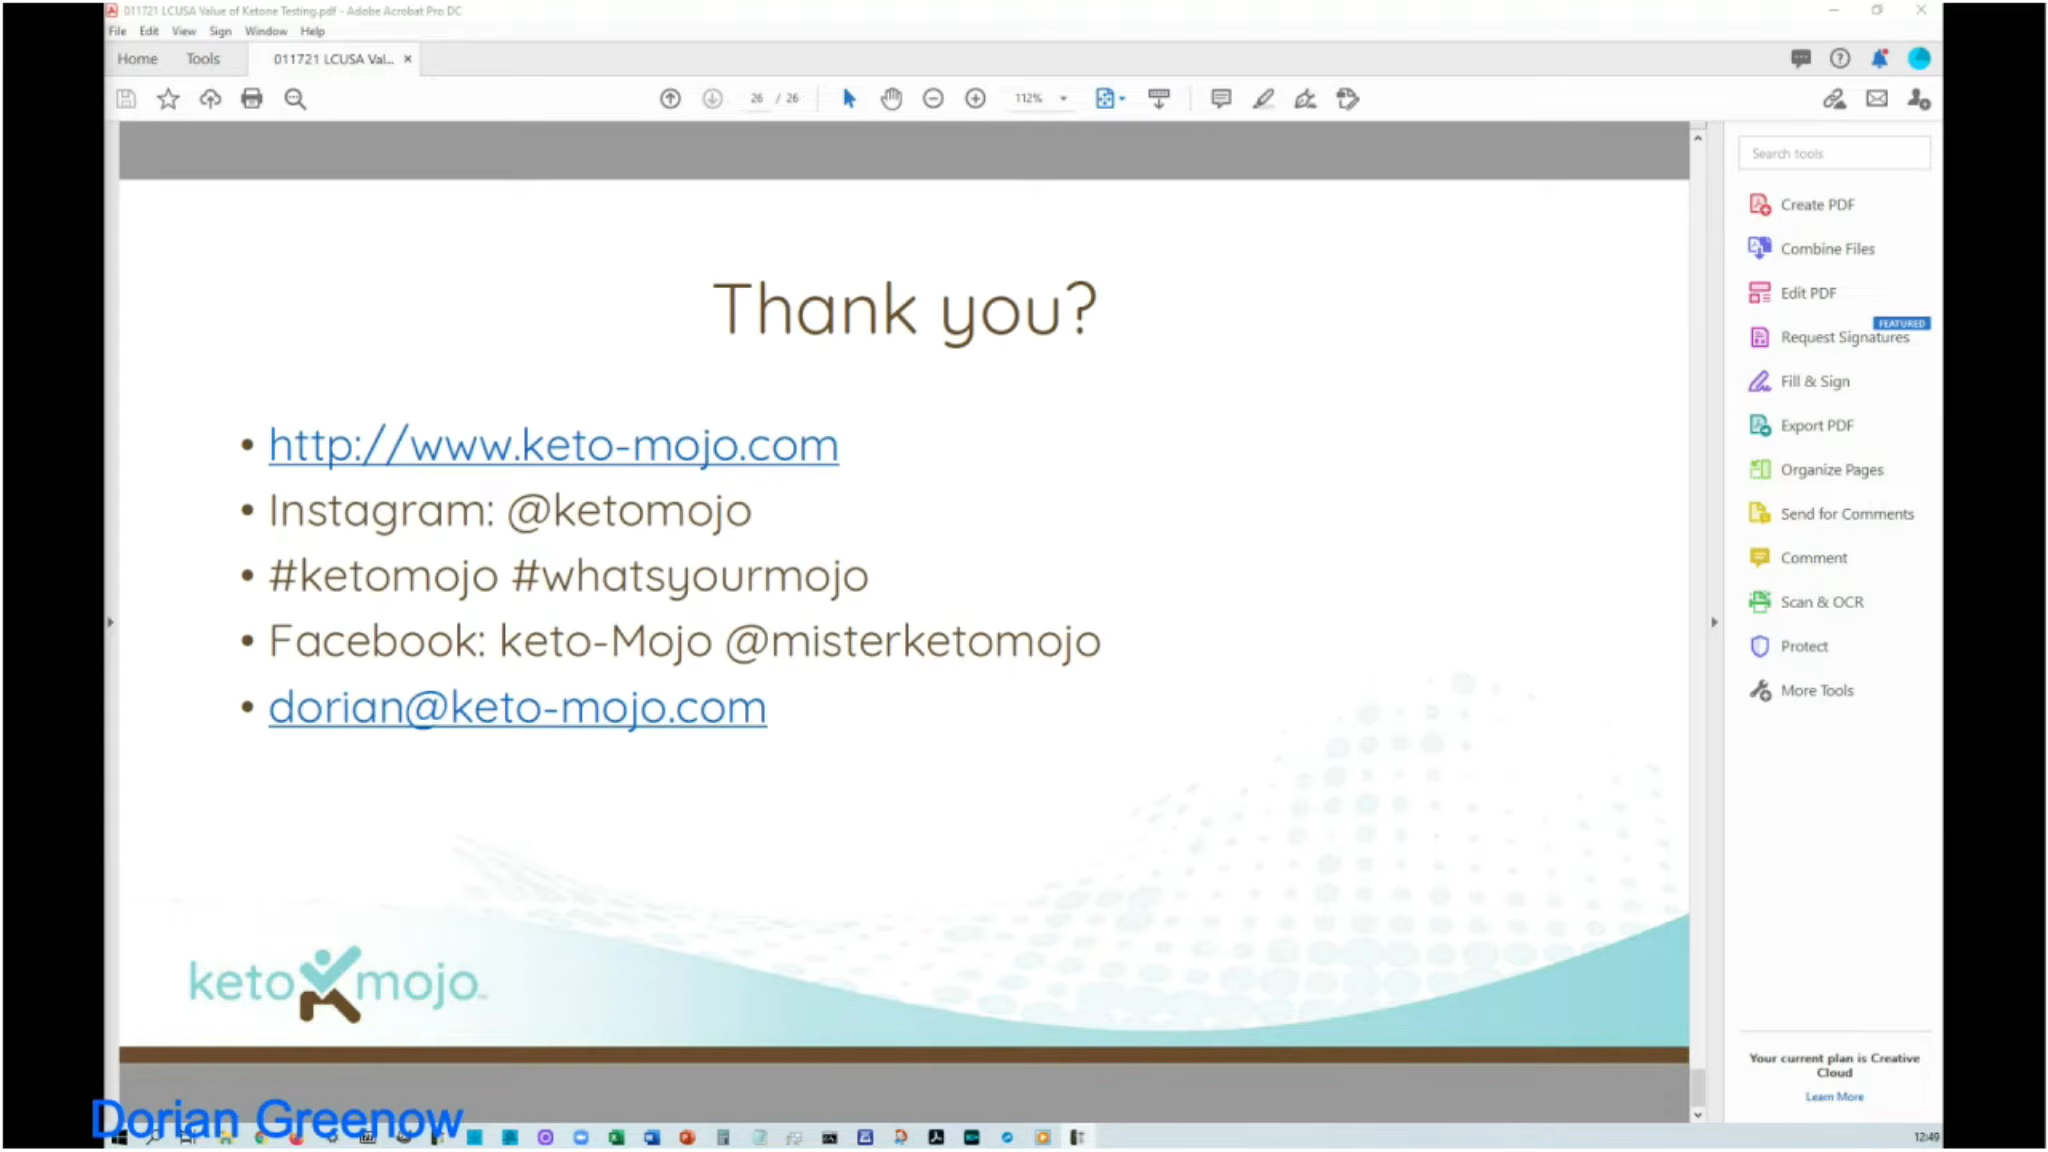 011721 LCUSA Value of Ketone Testing.pdf - Adobe Acrobat Pro DC
File Edit View Sign Window Help
Home Tools 011721 LCUSA Val... ×
26 / 26 112%
Search tools
Create PDF
Combine Files
Edit PDF
FEATURED
Request Signatures
Fill & Sign
Export PDF
Organize Pages
Send for Comments
Comment
Scan & OCR
Protect
More Tools
Your current plan is Creative
Cloud
Learn More
Thank you?
• http://www.keto-mojo.com
• Instagram: @ketomojo
• #ketomojo #whatsyourmojo
• Facebook: keto-Mojo @misterketomojo
• dorian@keto-mojo.com
keto mojo
Dorian Greenow
12:49